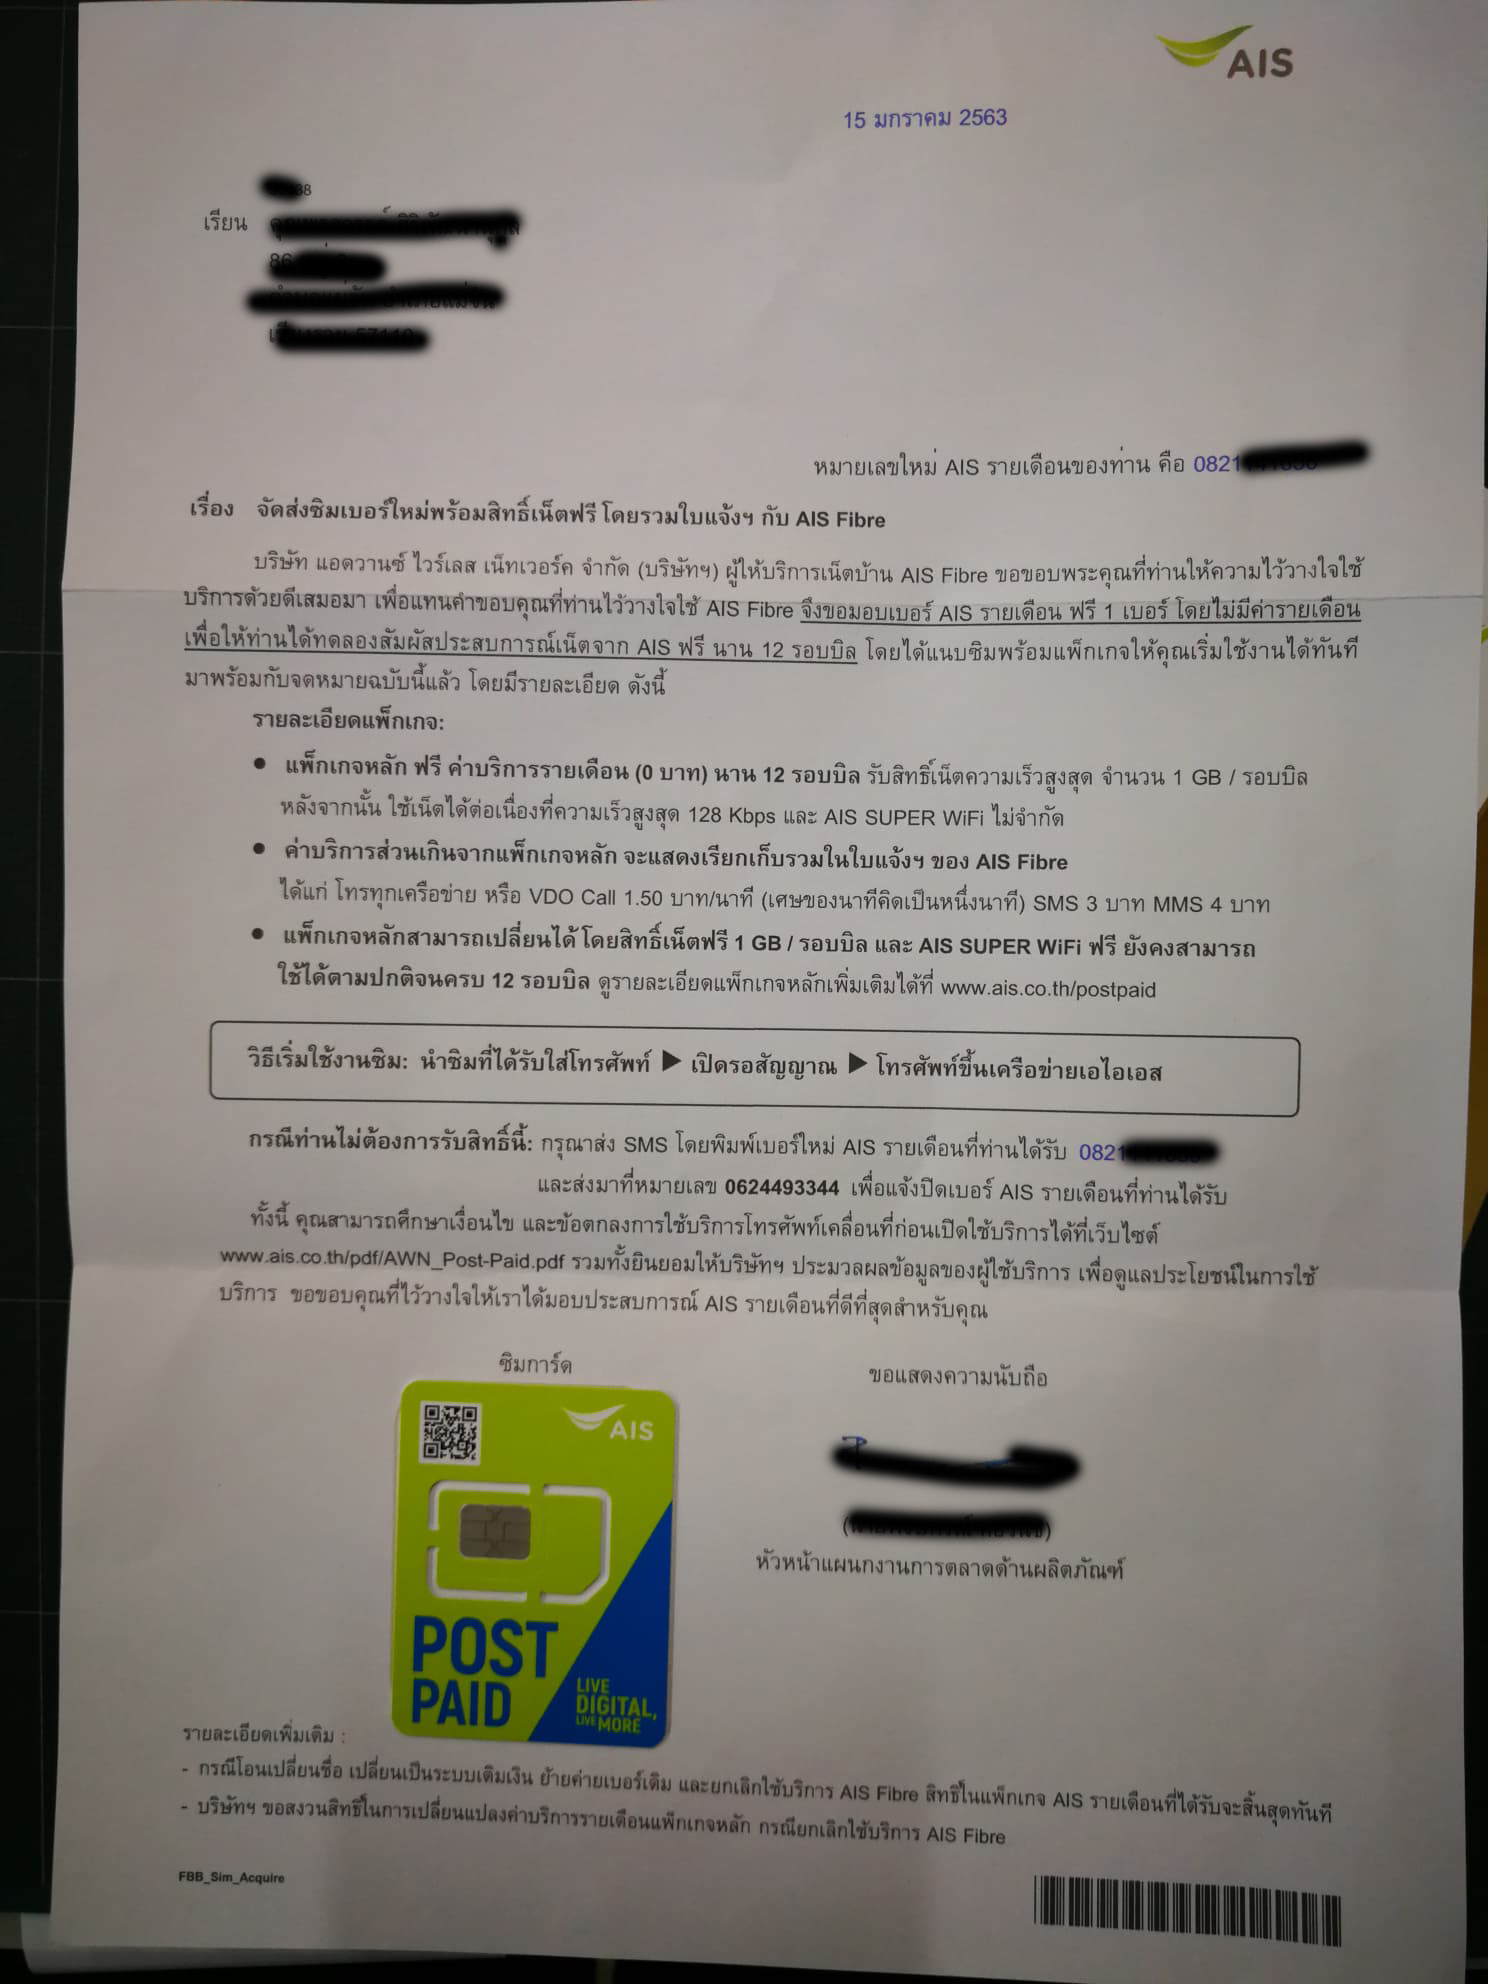 AIS
15 มกราคม 2563
เรียน
หมายเลขใหม่ AIS รายเดือนของท่าน คือ 0821
เรื่อง จัดส่งซิมเบอร์ใหม่พร้อมสิทธิ์เน็ตฟรี โดยรวมใบแจ้งฯ กับ AIS Fibre
บริษัท แอดวานซ์ ไวร์เลส เน็ทเวอร์ค จำกัด (บริษัทฯ) ผู้ให้บริการเน็ตบ้าน AIS Fibre ขอขอบพระคุณที่ท่านให้ความไว้วางใจใช้
บริการด้วยดีเสมอมา เพื่อแทนคำขอบคุณที่ท่านไว้วางใจใช้ AIS Fibre จึงขอมอบเบอร์ AIS รายเดือน ฟรี 1 เบอร์ โดยไม่มีค่ารายเดือน
เพื่อให้ท่านได้ทดลองสัมผัสประสบการณ์เน็ตจาก AIS ฟรี นาน 12 รอบบิล โดยได้แนบซิมพร้อมแพ็กเกจให้คุณเริ่มใช้งานได้ทันที
มาพร้อมกับจดหมายฉบับนี้แล้ว โดยมีรายละเอียด ดังนี้
รายละเอียดแพ็กเกจ:
● แพ็กเกจหลัก ฟรี ค่าบริการรายเดือน (0 บาท) นาน 12 รอบบิล รับสิทธิ์เน็ตความเร็วสูงสุด จำนวน 1 GB / รอบบิล
หลังจากนั้น ใช้เน็ตได้ต่อเนื่องที่ความเร็วสูงสุด 128 Kbps และ AIS SUPER WiFi ไม่จำกัด
● ค่าบริการส่วนเกินจากแพ็กเกจหลัก จะแสดงเรียกเก็บรวมในใบแจ้งฯ ของ AIS Fibre
ได้แก่ โทรทุกเครือข่าย หรือ VDO Call 1.50 บาท/นาที (เศษของนาทีคิดเป็นหนึ่งนาที) SMS 3 บาท MMS 4 บาท
● แพ็กเกจหลักสามารถเปลี่ยนได้ โดยสิทธิ์เน็ตฟรี 1 GB / รอบบิล และ AIS SUPER WiFi ฟรี ยังคงสามารถ
ใช้ได้ตามปกติจนครบ 12 รอบบิล ดูรายละเอียดแพ็กเกจหลักเพิ่มเติมได้ที่ www.ais.co.th/postpaid
วิธีเริ่มใช้งานซิม: นำซิมที่ได้รับใส่โทรศัพท์ ▶ เปิดรอสัญญาณ ▶ โทรศัพท์ขึ้นเครือข่ายเอไอเอส
กรณีท่านไม่ต้องการรับสิทธิ์นี้: กรุณาส่ง SMS โดยพิมพ์เบอร์ใหม่ AIS รายเดือนที่ท่านได้รับ 0821
และส่งมาที่หมายเลข 0624493344 เพื่อแจ้งปิดเบอร์ AIS รายเดือนที่ท่านได้รับ
ทั้งนี้ คุณสามารถศึกษาเงื่อนไข และข้อตกลงการใช้บริการโทรศัพท์เคลื่อนที่ก่อนเปิดใช้บริการได้ที่เว็บไซต์
www.ais.co.th/pdf/AWN_Post-Paid.pdf รวมทั้งยินยอมให้บริษัทฯ ประมวลผลข้อมูลของผู้ใช้บริการ เพื่อดูแลประโยชน์ในการใช้
บริการ ขอขอบคุณที่ไว้วางใจให้เราได้มอบประสบการณ์ AIS รายเดือนที่ดีที่สุดสำหรับคุณ
ซิมการ์ด
ขอแสดงความนับถือ
AIS
POST
PAID
LIVE
DIGITAL,
LIVE MORE
หัวหน้าแผนกงานการตลาดด้านผลิตภัณฑ์
รายละเอียดเพิ่มเติม :
- กรณีโอนเปลี่ยนชื่อ เปลี่ยนเป็นระบบเติมเงิน ย้ายค่ายเบอร์เดิม และยกเลิกใช้บริการ AIS Fibre สิทธิ์ในแพ็กเกจ AIS รายเดือนที่ได้รับจะสิ้นสุดทันที
- บริษัทฯ ขอสงวนสิทธิ์ในการเปลี่ยนแปลงค่าบริการรายเดือนแพ็กเกจหลัก กรณียกเลิกใช้บริการ AIS Fibre
FBB_Sim_Acquire